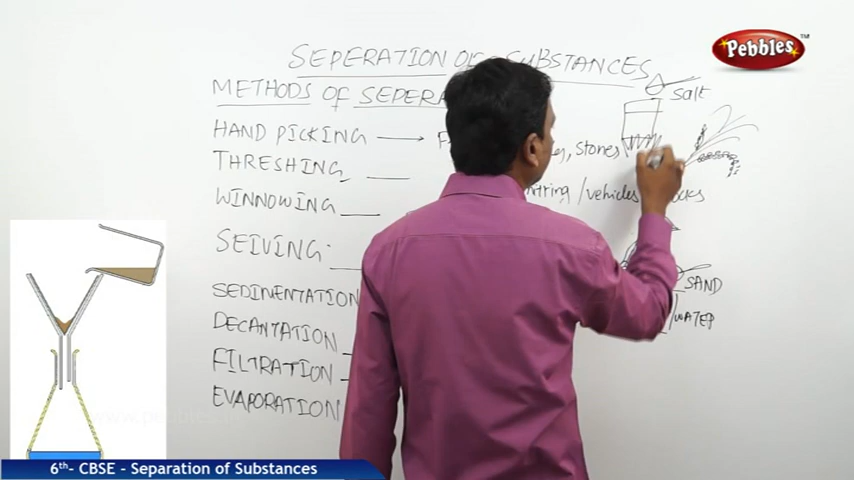 SEPERATION OF SUBSTANCES
Pebbles™
METHODS OF SEPERA
Salt
HAND PICKING
stones
THRESHING
WINNOWING
/vehicles
SEIVING
SEDIMENTATION
SAND
DECANTATION
WATER
FILTRATION
EVAPORATION
6th- CBSE - Separation of Substances